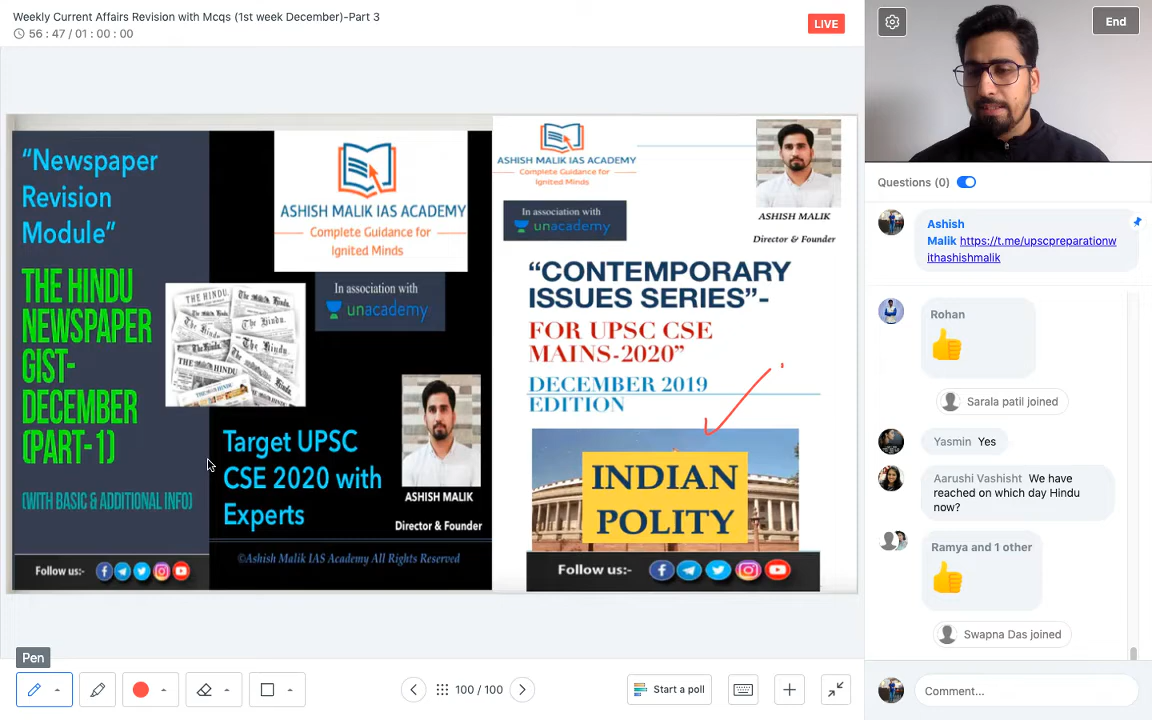 Weekly Current Affairs Revision with Mcqs (1st week December)-Part 3
56 : 47 / 01 : 00 : 00
LIVE
End
“Newspaper
Revision
Module”
THE HINDU
NEWSPAPER
GIST-
DECEMBER
(PART-1)
(WITH BASIC & ADDITIONAL INFO)
Follow us:-
ASHISH MALIK IAS ACADEMY
Complete Guidance for
Ignited Minds
In association with
unacademy
THE HINDU
The Hindu.
Target UPSC
CSE 2020 with
Experts
ASHISH MALIK
Director & Founder
©Ashish Malik IAS Academy All Rights Reserved
ASHISH MALIK IAS ACADEMY
Complete Guidance for
Ignited Minds
In association with
unacademy
ASHISH MALIK
Director & Founder
“CONTEMPORARY
ISSUES SERIES”-
FOR UPSC CSE
MAINS-2020”
DECEMBER 2019
EDITION
INDIAN
POLITY
Follow us:-
Questions (0)
Ashish
Malik https://t.me/upscpreparationw
ithashishmalik
Rohan
Sarala patil joined
Yasmin Yes
Aarushi Vashisht We have
reached on which day Hindu
now?
Ramya and 1 other
Swapna Das joined
Pen
100 / 100
Start a poll
Comment...